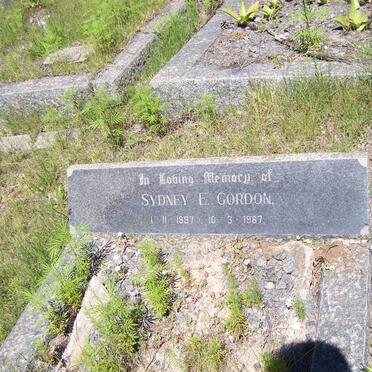 In Loving Memory of
SYDNEY E. GORDON,
1·11·1897 10·3·1987.